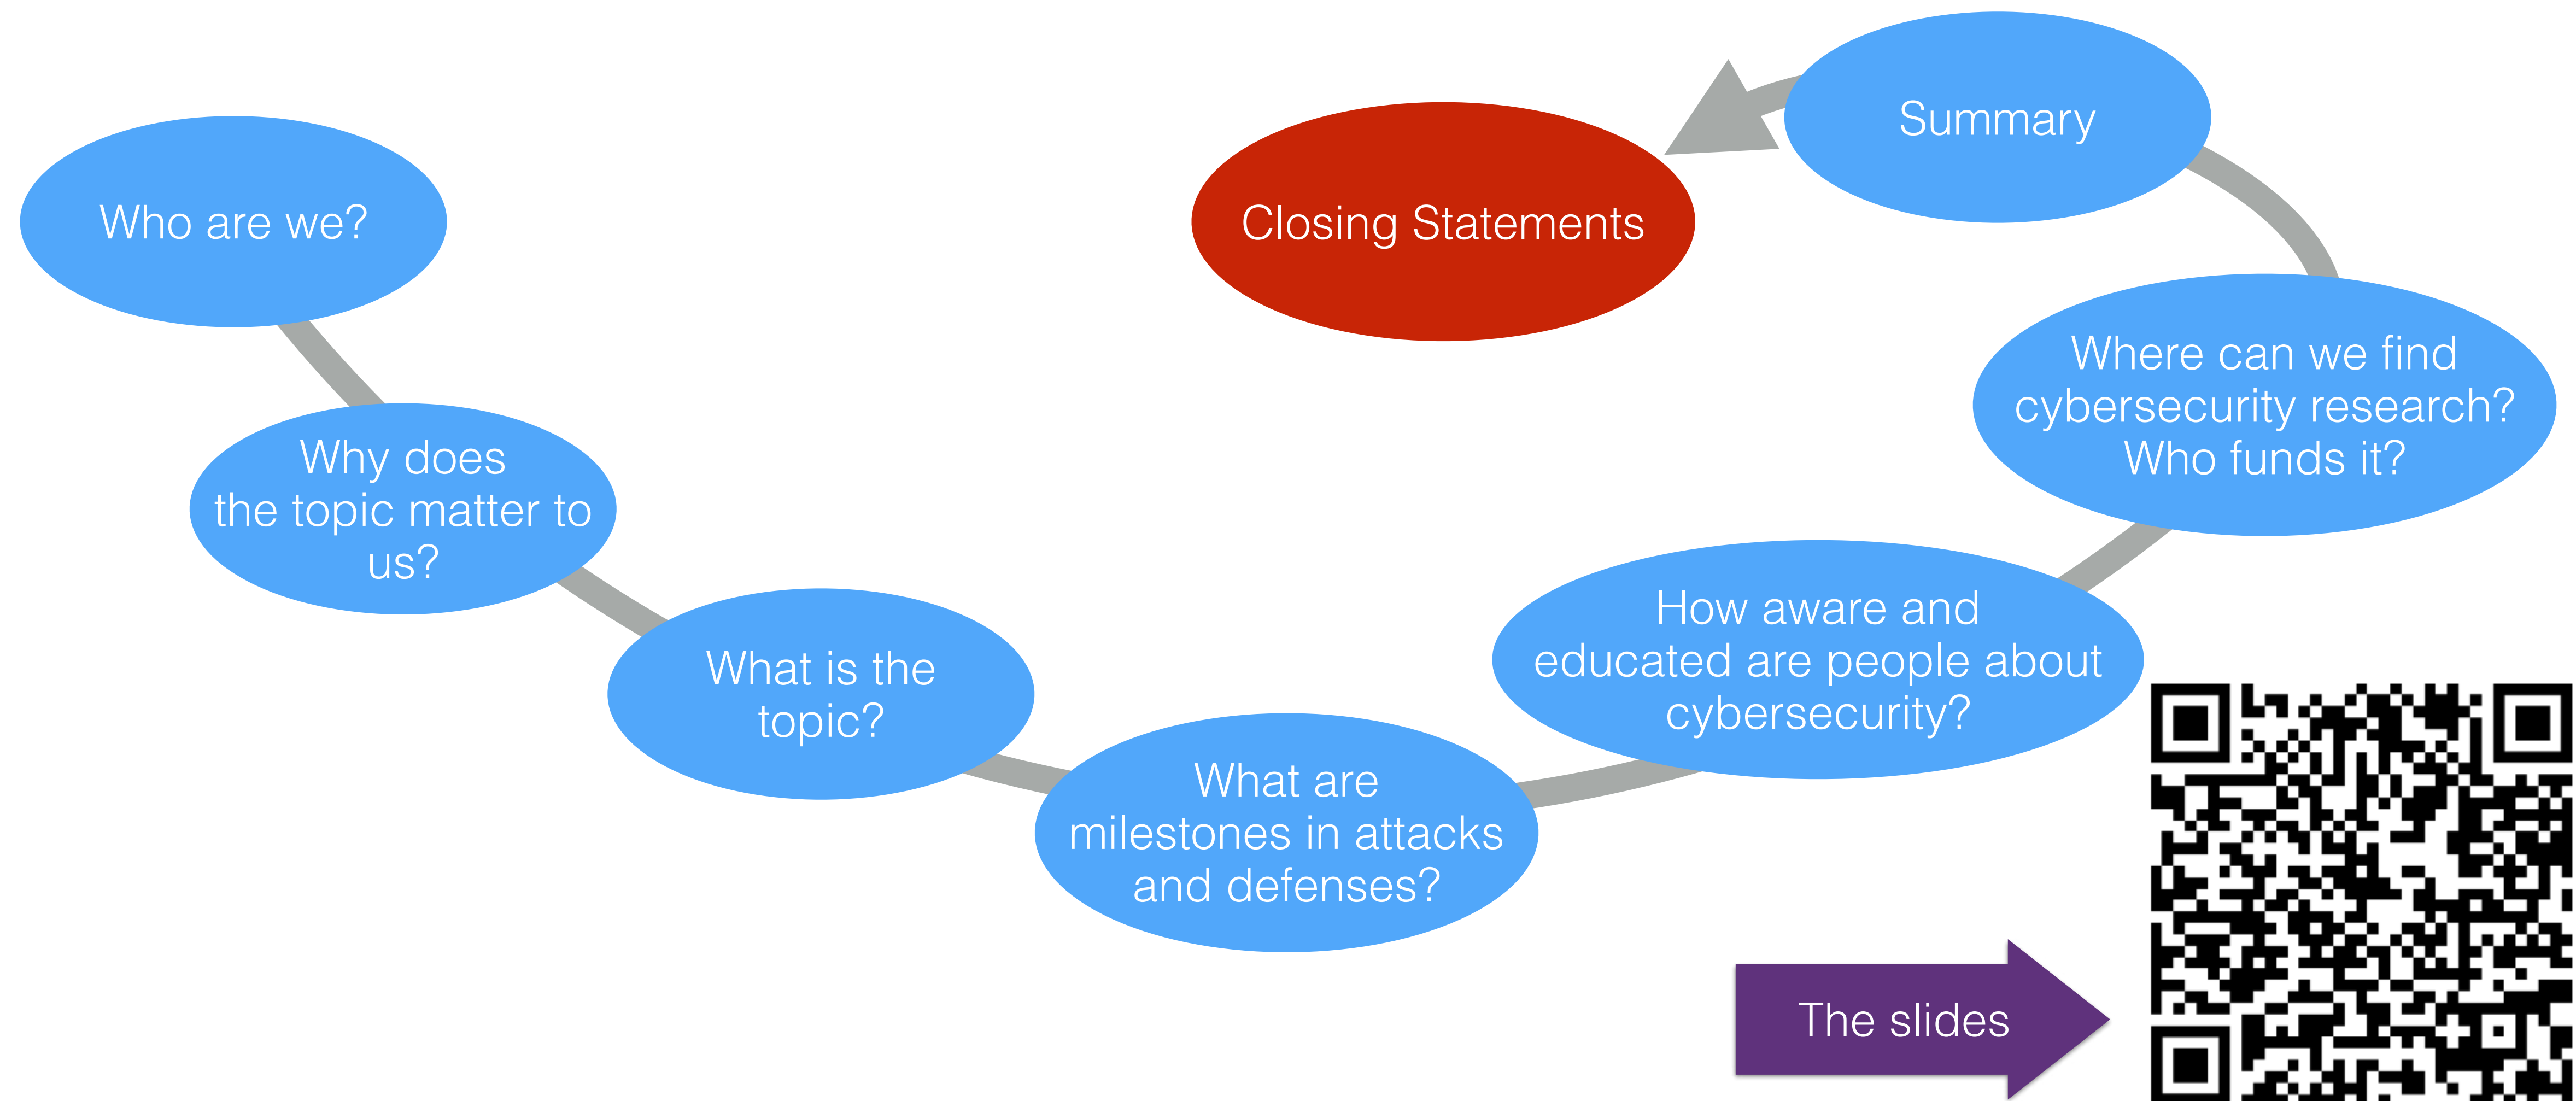 Who are we?
Why does
the topic matter to
us?
What is the
topic?
What are
milestones in attacks
and defenses?
How aware and
educated are people about
cybersecurity?
Where can we find
cybersecurity research?
Who funds it?
Summary
Closing Statements
The slides